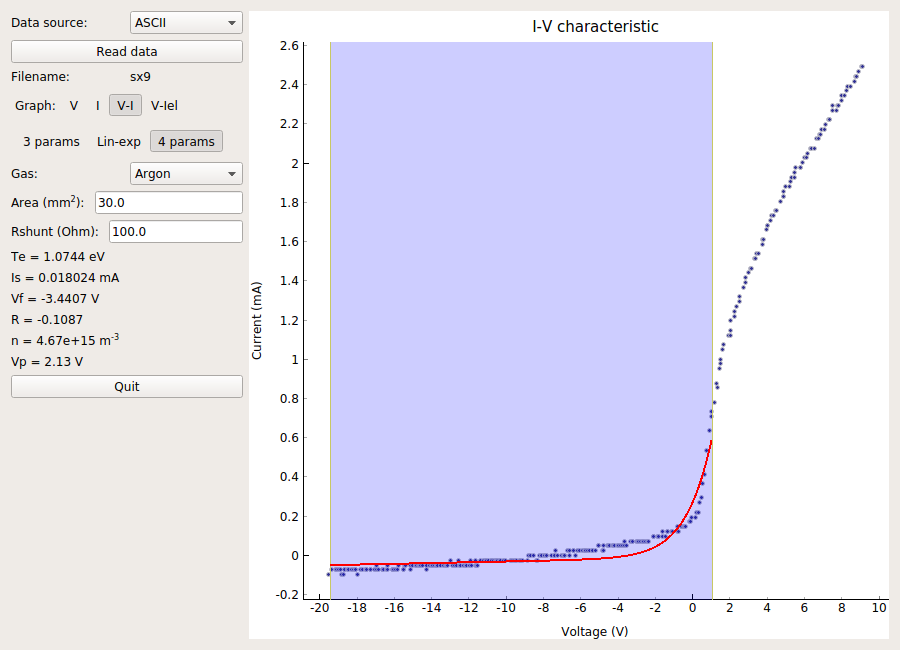 Data source: ASCII
Read data
Filename: sx9
Graph: V I V-I V-Iel
3 params Lin-exp 4 params
Gas: Argon
Area (mm²): 30.0
Rshunt (Ohm): 100.0
Te = 1.0744 eV
Is = 0.018024 mA
Vf = -3.4407 V
R = -0.1087
n = 4.67e+15 m⁻³
Vp = 2.13 V
Quit
I-V characteristic
Current (mA)
2.6
2.4
2.2
2
1.8
1.6
1.4
1.2
1
0.8
0.6
0.4
0.2
0
-0.2
-20 -18 -16 -14 -12 -10 -8 -6 -4 -2 0 2 4 6 8 10
Voltage (V)